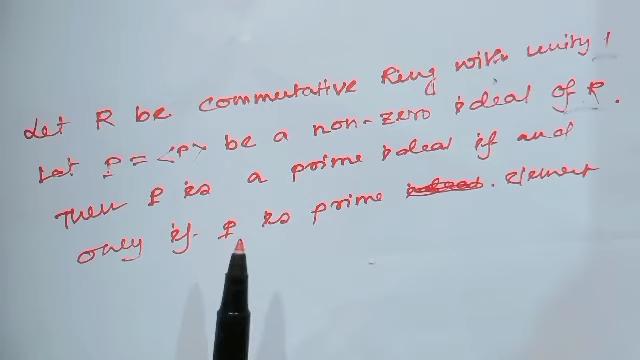 Let R be commutative Ring with unity 1
Let P = <P> be a non-zero ideal of R.
Then P is a prime ideal if and
only if P is prime element